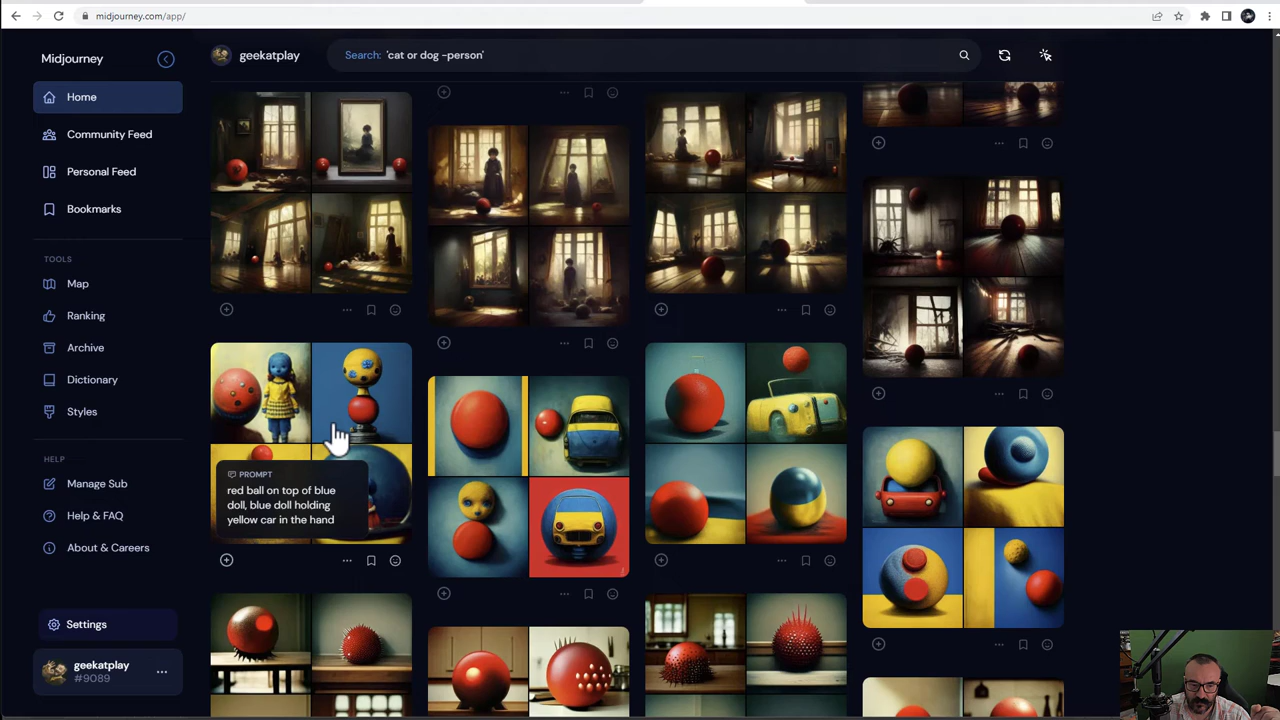 midjourney.com/app/
Midjourney
geekatplay
Search: 'cat or dog -person'
Home
Community Feed
Personal Feed
Bookmarks
TOOLS
Map
Ranking
Archive
Dictionary
Styles
HELP
Manage Sub
Help & FAQ
About & Careers
Settings
geekatplay
#9089
PROMPT
red ball on top of blue
doll, blue doll holding
yellow car in the hand